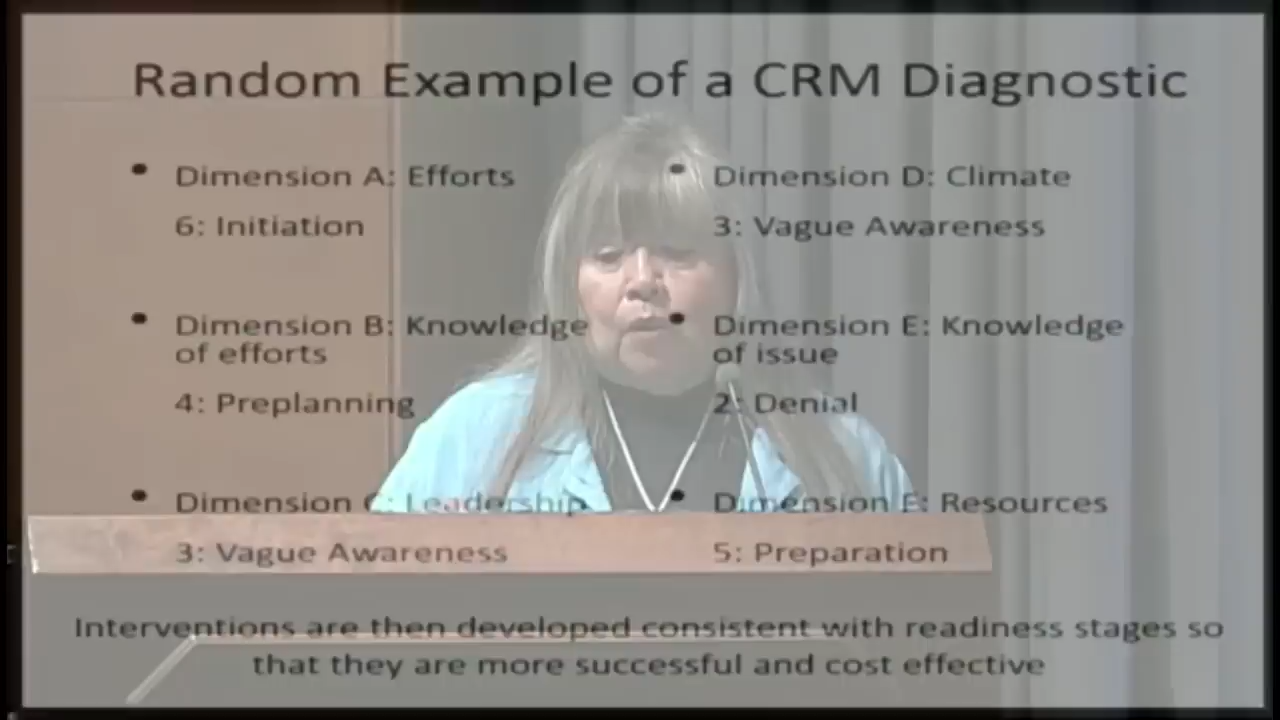 Random Example of a CRM Diagnostic
• Dimension A: Efforts
6: Initiation
• Dimension B: Knowledge
of efforts
4: Preplanning
• Dimension C: Leadership
3: Vague Awareness
• Dimension D: Climate
3: Vague Awareness
• Dimension E: Knowledge
of issue
2: Denial
• Dimension E: Resources
5: Preparation
Interventions are then developed consistent with readiness stages so
that they are more successful and cost effective